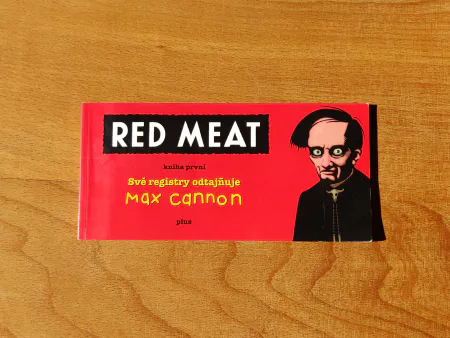 RED MEAT
kniha první
Své registry odtajňuje
Max Cannon
plus